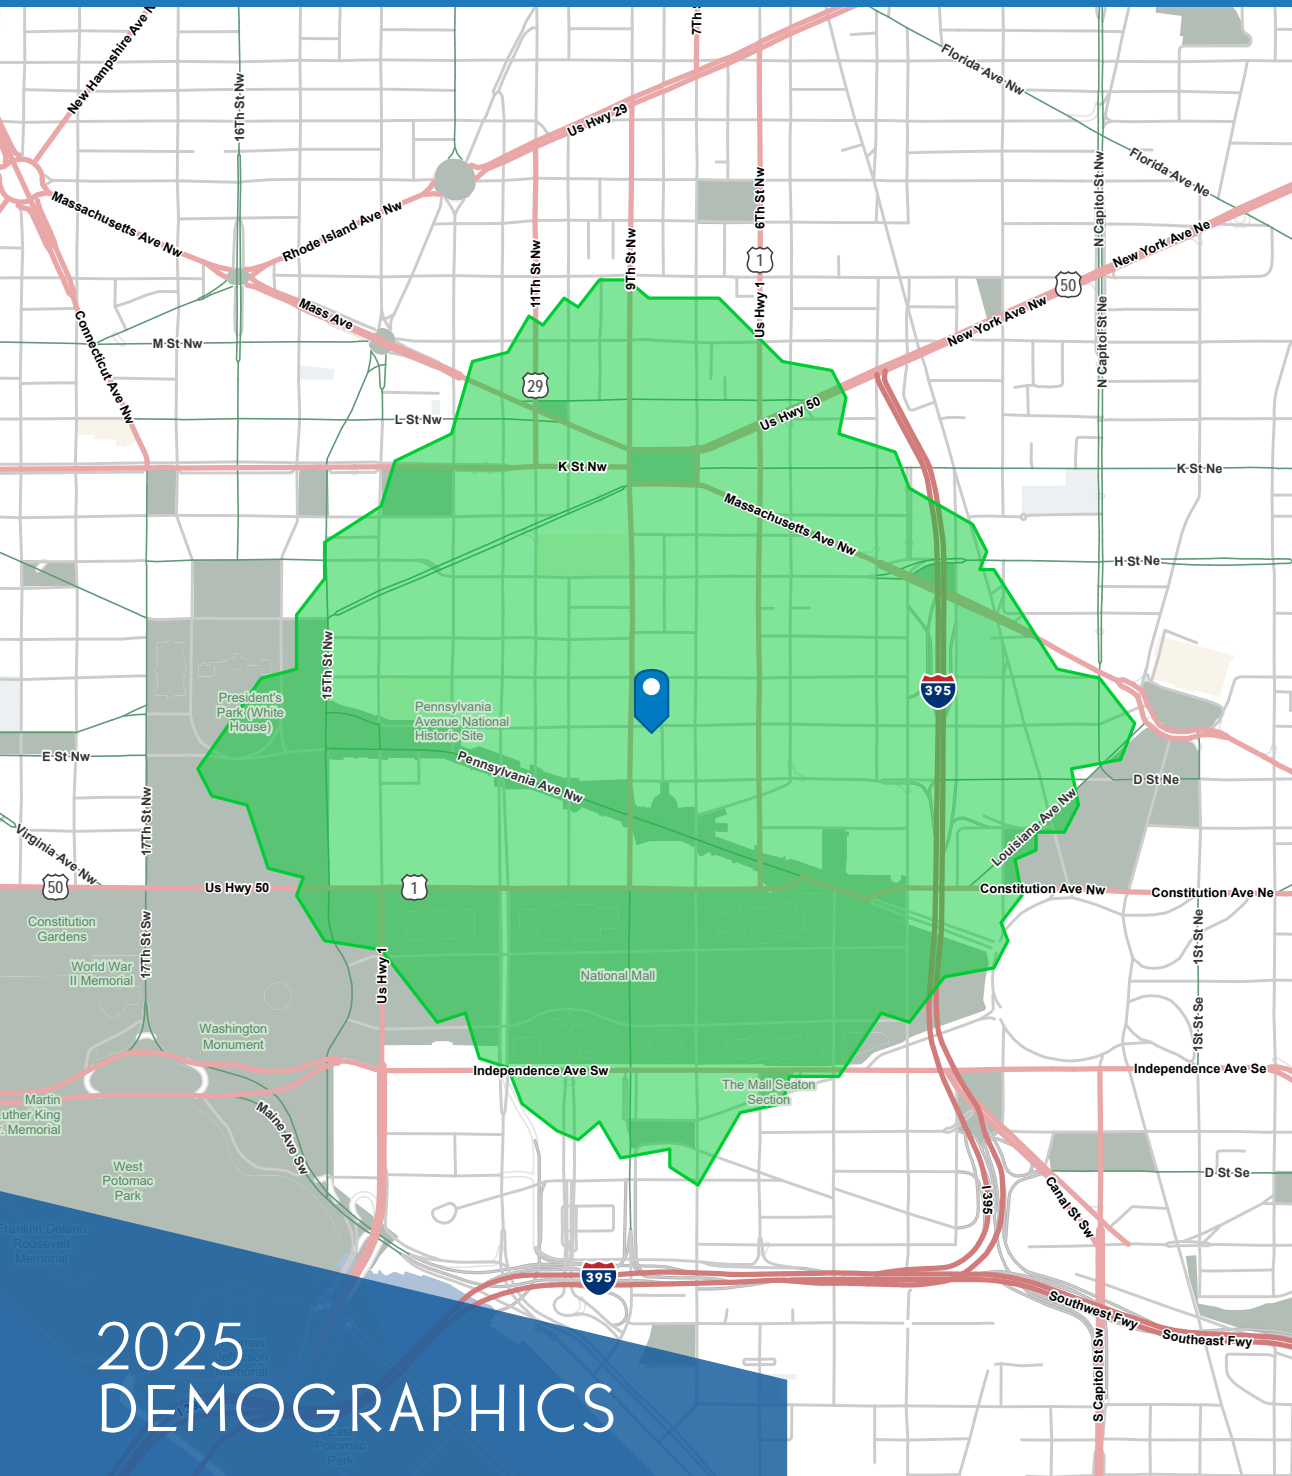 New Hampshire Ave N
7Th S
16Th St Nw
Us Hwy 29
Florida Ave Nw
Florida Ave Ne
N Capitol St Nw
Massachusetts Ave Nw
Rhode Island Ave Nw
6Th St Nw
New York Ave Ne
11Th St Nw
9Th St Nw
1
Us Hwy 1
50
Mass Ave
New York Ave Nw
N Capitol St Ne
M St Nw
Connecticut Ave Nw
29
L St Nw
Us Hwy 50
K St Nw
K St Ne
Massachusetts Ave Nw
H St Ne
15Th St Nw
395
President's
Park (White
House)
Pennsylvania
Avenue National
Historic Site
E St Nw
Pennsylvania Ave Nw
D St Ne
17Th St Nw
Louisiana Ave Nw
Virginia Ave Nw
50
Us Hwy 50
1
Constitution Ave Nw
Constitution Ave Ne
Constitution
Gardens
17Th St Sw
1St St Ne
World War
II Memorial
Us Hwy 1
National Mall
Washington
Monument
1St St Se
Independence Ave Sw
Independence Ave Se
The Mall Seaton
Section
Martin
uther King
. Memorial
Maine Ave Sw
West
Potomac
Park
D St Se
I 395
Canal St Sw
Franklin Delano
Roosevelt
Memorial
395
Southwest Fwy
Southeast Fwy
S Capitol St Sw
2025
DEMOGRAPHICS
mas
erson
morial
East
Potomac
Park